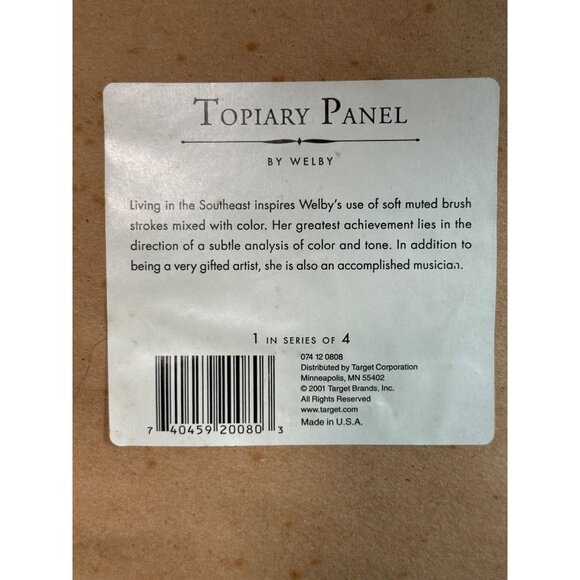 TOPIARY PANEL
BY WELBY
Living in the Southeast inspires Welby's use of soft muted brush
strokes mixed with color. Her greatest achievement lies in the
direction of a subtle analysis of color and tone. In addition to
being a very gifted artist, she is also an accomplished musician.
1 IN SERIES OF 4
074 12 0808
Distributed by Target Corporation
Minneapolis, MN 55402
© 2001 Target Brands, Inc.
All Rights Reserved
www.target.com
Made in U.S.A.
7 40459 20080 3